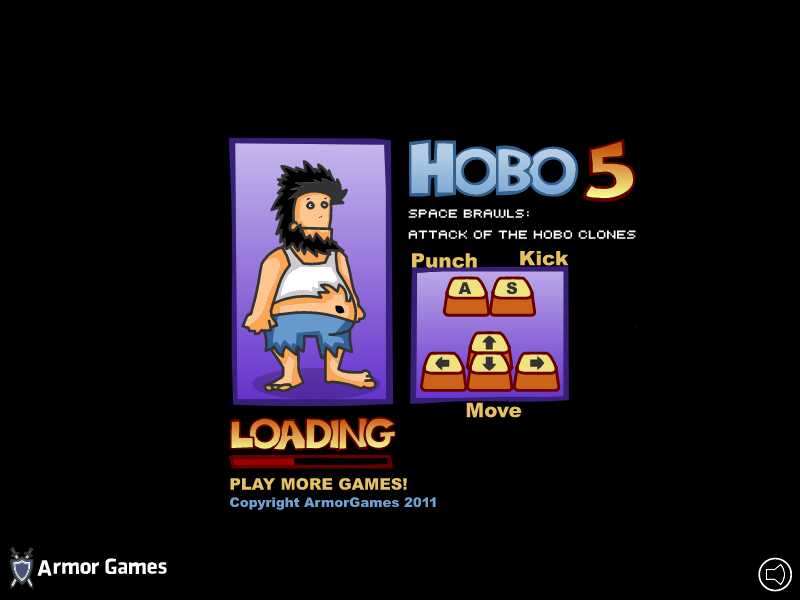 HOBO 5
SPACE BRAWLS:
ATTACK OF THE HOBO CLONES
Punch Kick
A S
Move
LOADING
PLAY MORE GAMES!
Copyright ArmorGames 2011
Armor Games